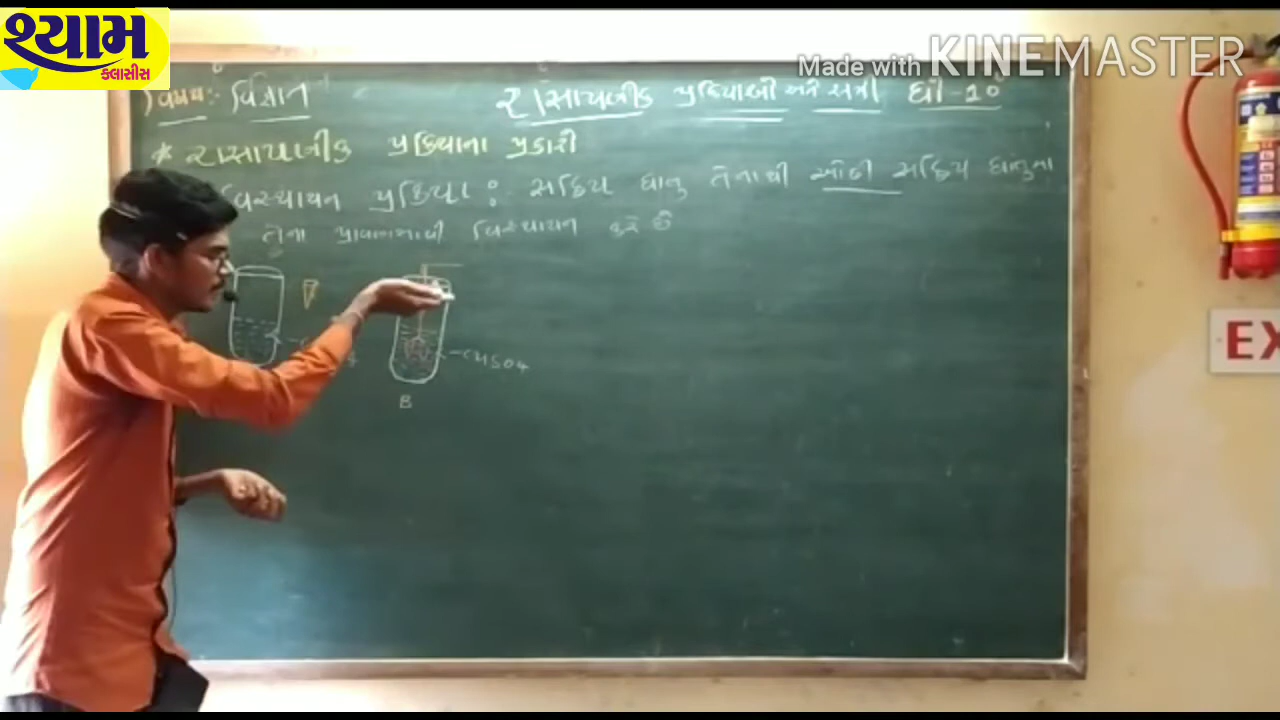 શ્યામ
કલાસીસ
Made with KINEMASTER
વિષય:- વિજ્ઞાન
રાસાયણીક પ્રક્રિયાઓ અને સમી ધો-૧૦
* રાસાયણીક પ્રક્રિયાના પ્રકારો
વિસ્થાપન પ્રક્રિયા : સક્રિય ધાતુ તેનાથી ઓછી સક્રિય ધાતુના
તેના દ્રાવણમાંથી વિસ્થાપન કરે છે
CuSO4
B
EX